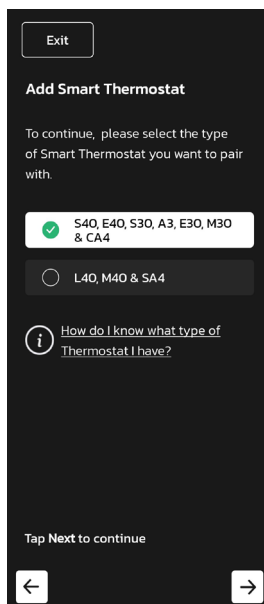 Exit
Add Smart Thermostat
To continue, please select the type
of Smart Thermostat you want to pair
with.
S40, E40, S30, A3, E30, M30
& CA4
L40, M40 & SA4
i
How do I know what type of
Thermostat I have?
Tap Next to continue